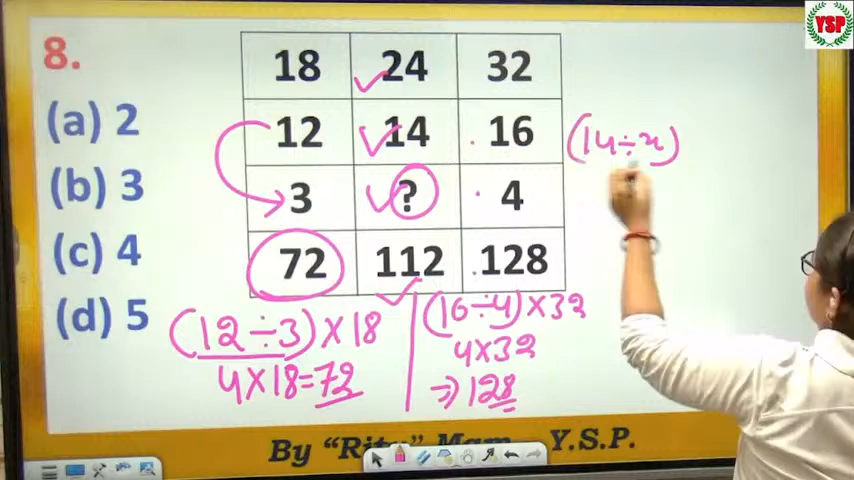 YSP
8.
18 24 32
12 14 16
3 ? 4
72 112 128
(a) 2
(b) 3
(c) 4
(d) 5
(14÷x)
(12÷3)×18
4×18=72
(16÷4)×32
4×32
⇒128
By "Ritu" Mam Y.S.P.